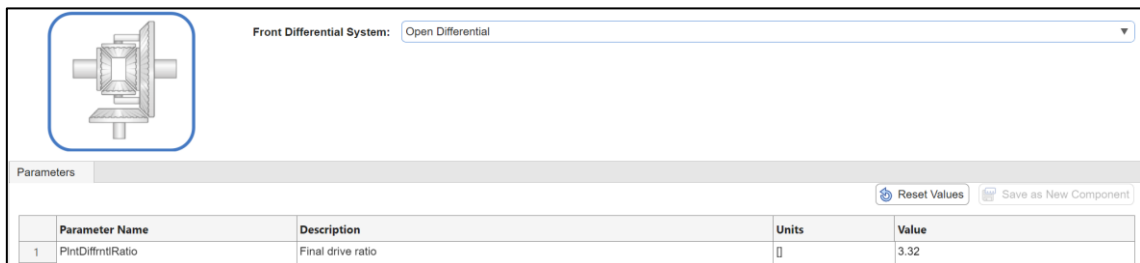 Front Differential System: Open Differential
Parameters
Reset Values Save as New Component
Parameter Name Description Units Value
1 PlntDiffrntlRatio Final drive ratio [] 3.32